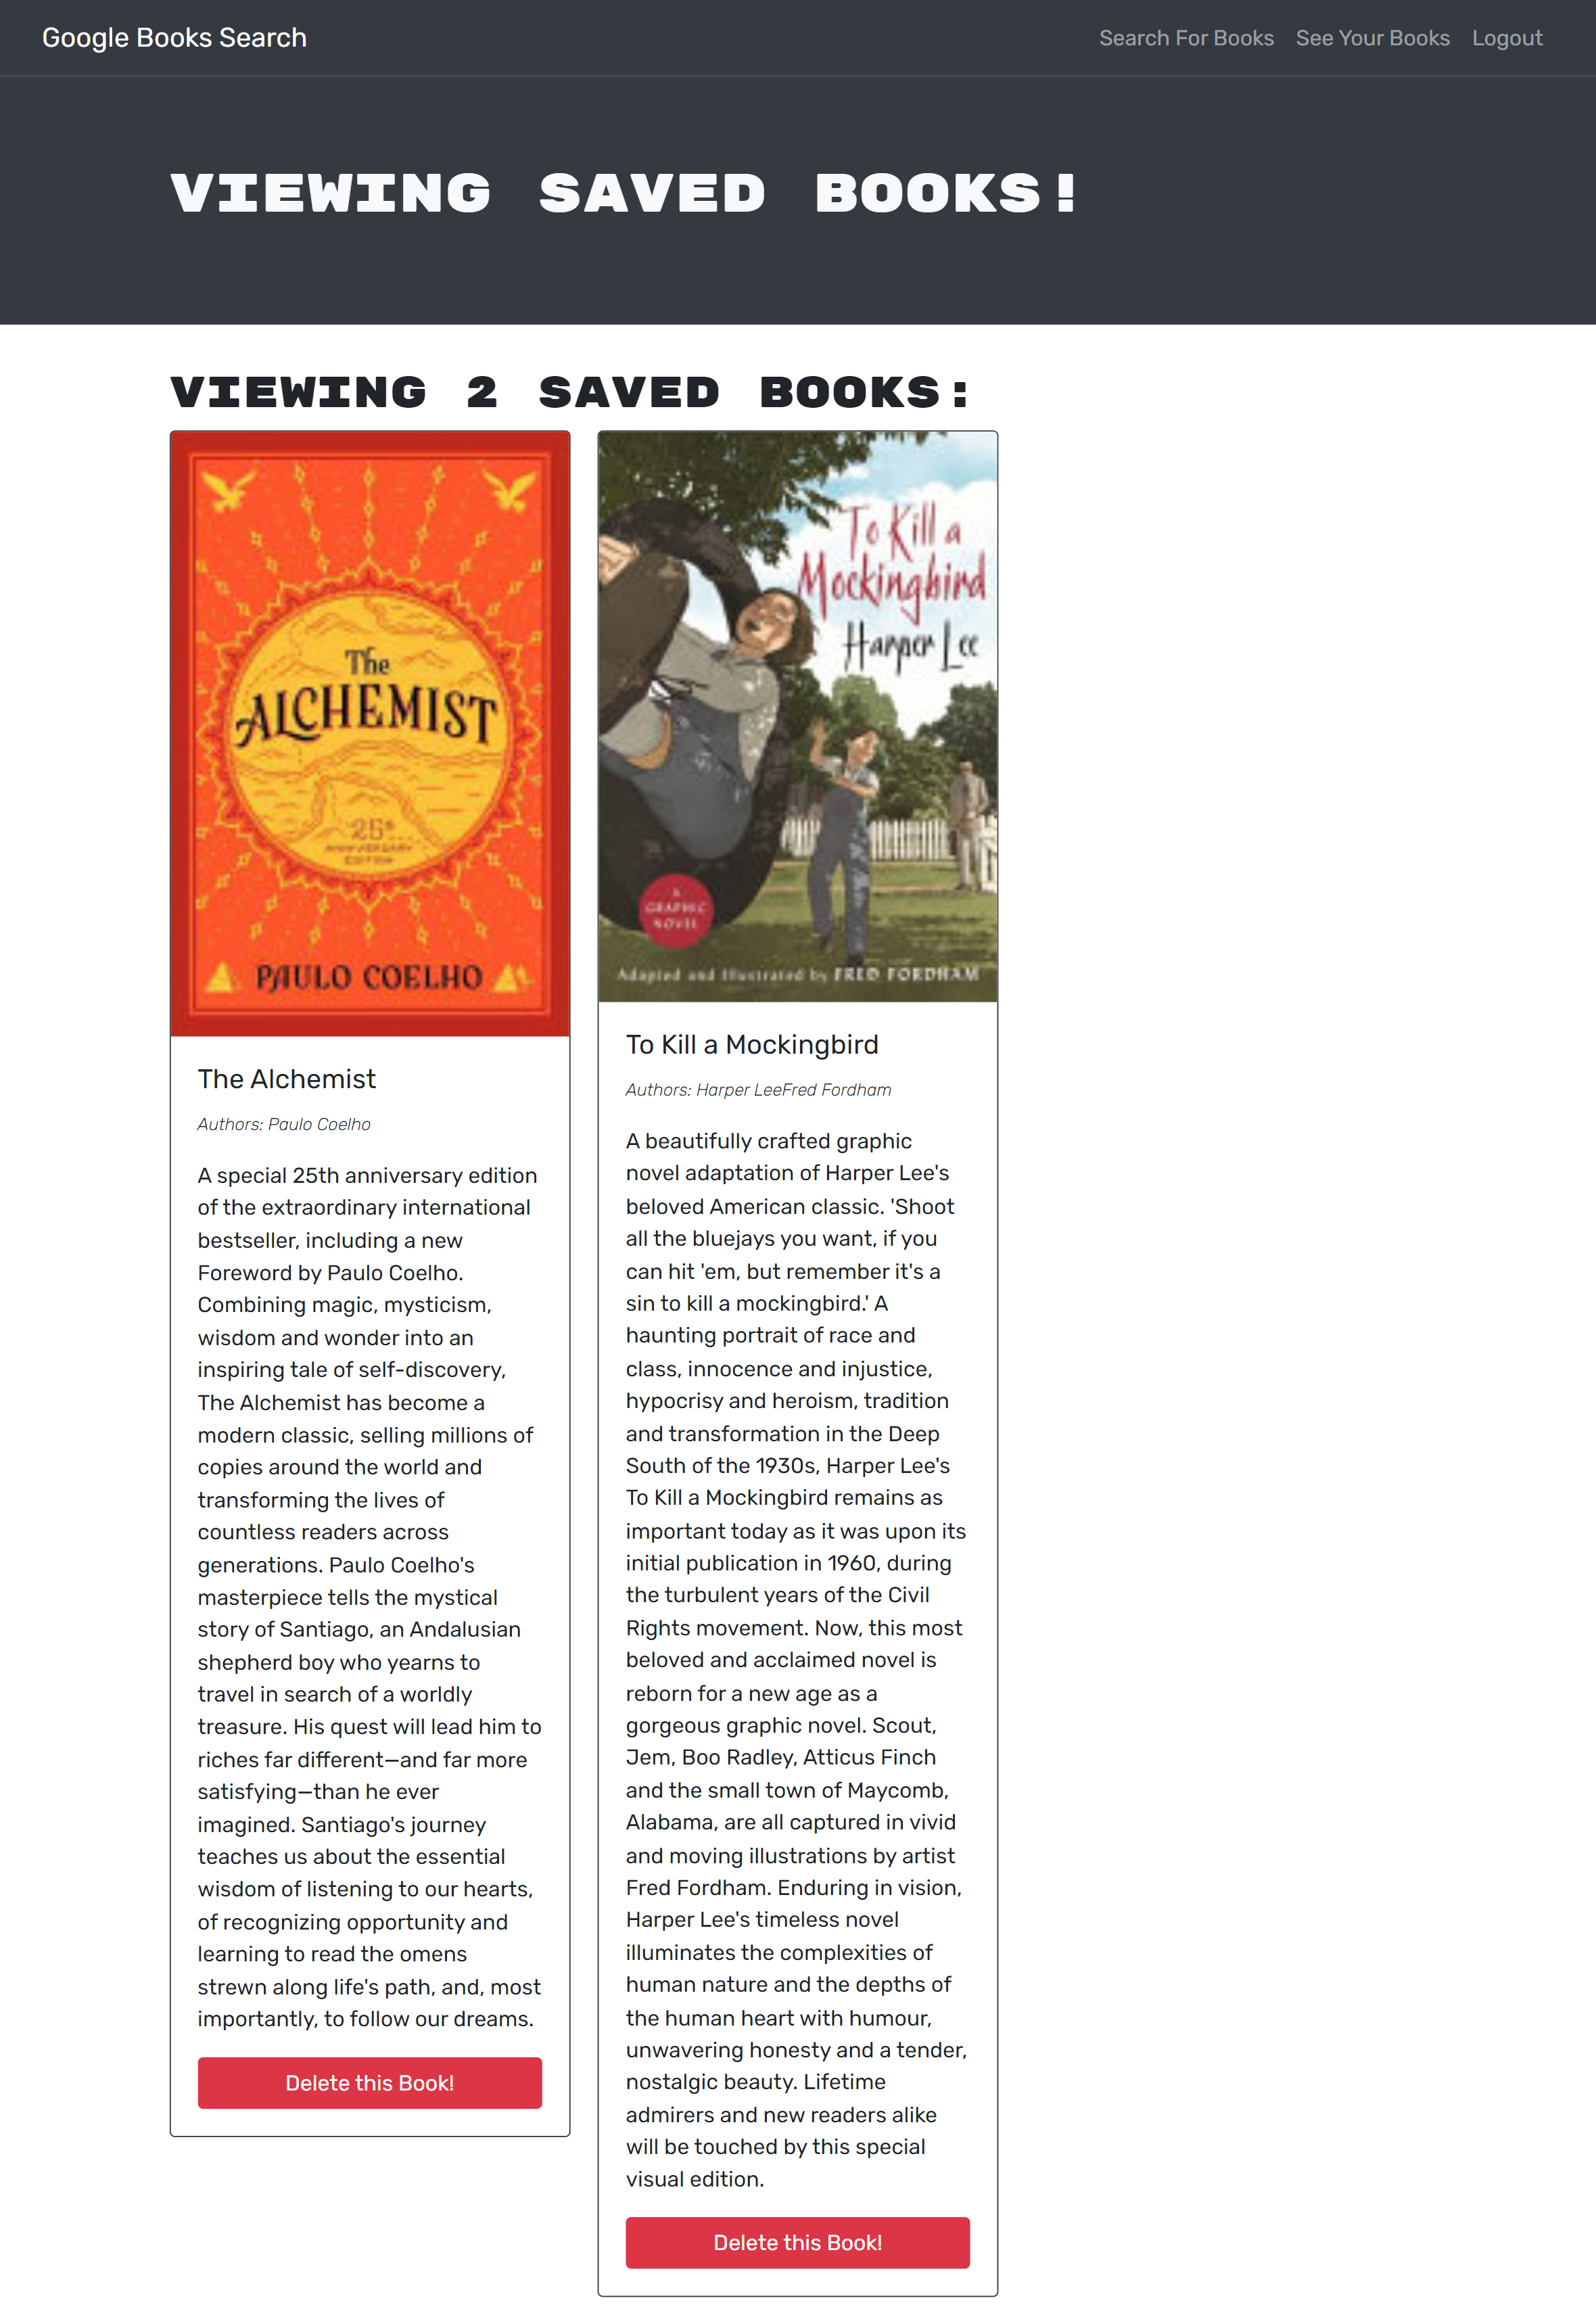 Google Books Search
Search For Books See Your Books Logout
VIEWING SAVED BOOKS!
VIEWING 2 SAVED BOOKS:
The
ALCHEMIST
25th
ANNIVERSARY
EDITION
PAULO COELHO
The Alchemist
Authors: Paulo Coelho
A special 25th anniversary edition
of the extraordinary international
bestseller, including a new
Foreword by Paulo Coelho.
Combining magic, mysticism,
wisdom and wonder into an
inspiring tale of self-discovery,
The Alchemist has become a
modern classic, selling millions of
copies around the world and
transforming the lives of
countless readers across
generations. Paulo Coelho's
masterpiece tells the mystical
story of Santiago, an Andalusian
shepherd boy who yearns to
travel in search of a worldly
treasure. His quest will lead him to
riches far different—and far more
satisfying—than he ever
imagined. Santiago's journey
teaches us about the essential
wisdom of listening to our hearts,
of recognizing opportunity and
learning to read the omens
strewn along life's path, and, most
importantly, to follow our dreams.
Delete this Book!
To Kill a
Mockingbird
Harper Lee
A
GRAPHIC
NOVEL
Adapted and Illustrated by FRED FORDHAM
To Kill a Mockingbird
Authors: Harper LeeFred Fordham
A beautifully crafted graphic
novel adaptation of Harper Lee's
beloved American classic. 'Shoot
all the bluejays you want, if you
can hit 'em, but remember it's a
sin to kill a mockingbird.' A
haunting portrait of race and
class, innocence and injustice,
hypocrisy and heroism, tradition
and transformation in the Deep
South of the 1930s, Harper Lee's
To Kill a Mockingbird remains as
important today as it was upon its
initial publication in 1960, during
the turbulent years of the Civil
Rights movement. Now, this most
beloved and acclaimed novel is
reborn for a new age as a
gorgeous graphic novel. Scout,
Jem, Boo Radley, Atticus Finch
and the small town of Maycomb,
Alabama, are all captured in vivid
and moving illustrations by artist
Fred Fordham. Enduring in vision,
Harper Lee's timeless novel
illuminates the complexities of
human nature and the depths of
the human heart with humour,
unwavering honesty and a tender,
nostalgic beauty. Lifetime
admirers and new readers alike
will be touched by this special
visual edition.
Delete this Book!